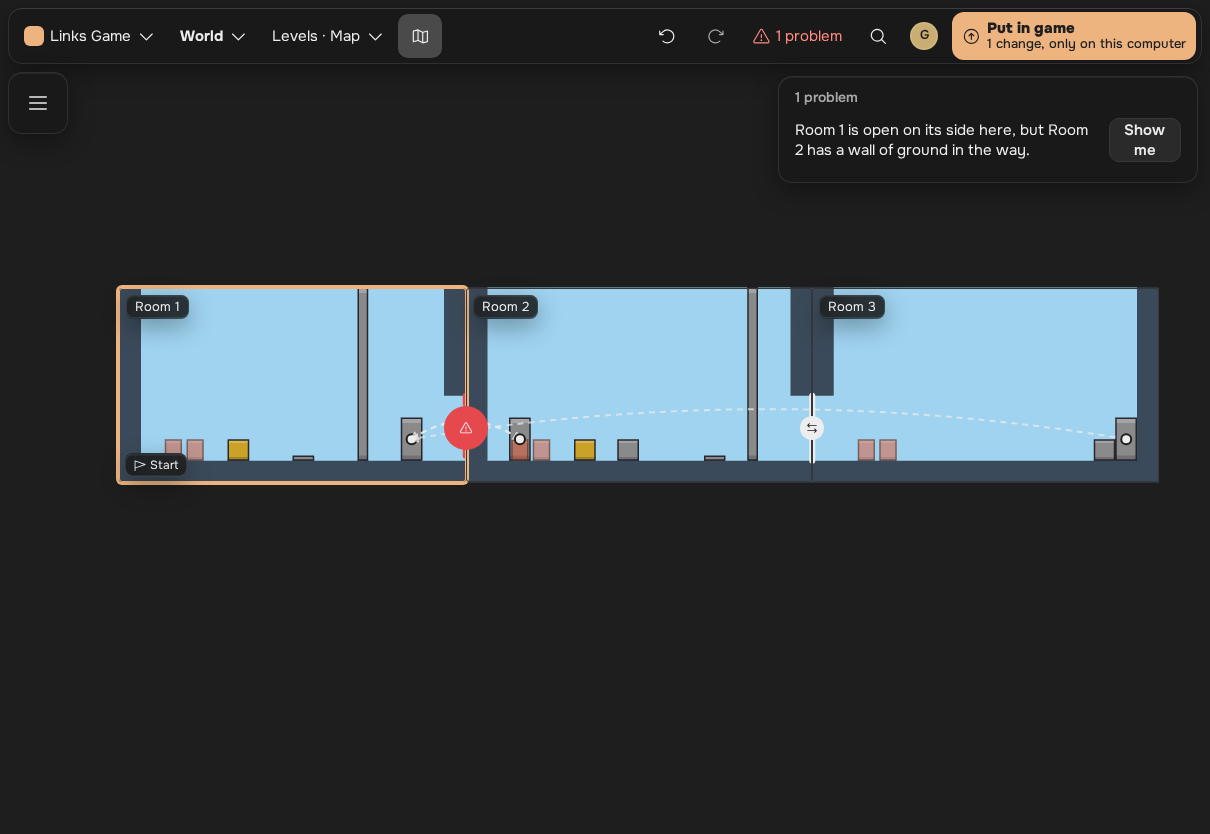 Links Game
World
Levels · Map
1 problem
G
Put in game
1 change, only on this computer
1 problem
Room 1 is open on its side here, but Room
2 has a wall of ground in the way.
Show
me
Room 1
Room 2
Room 3
Start